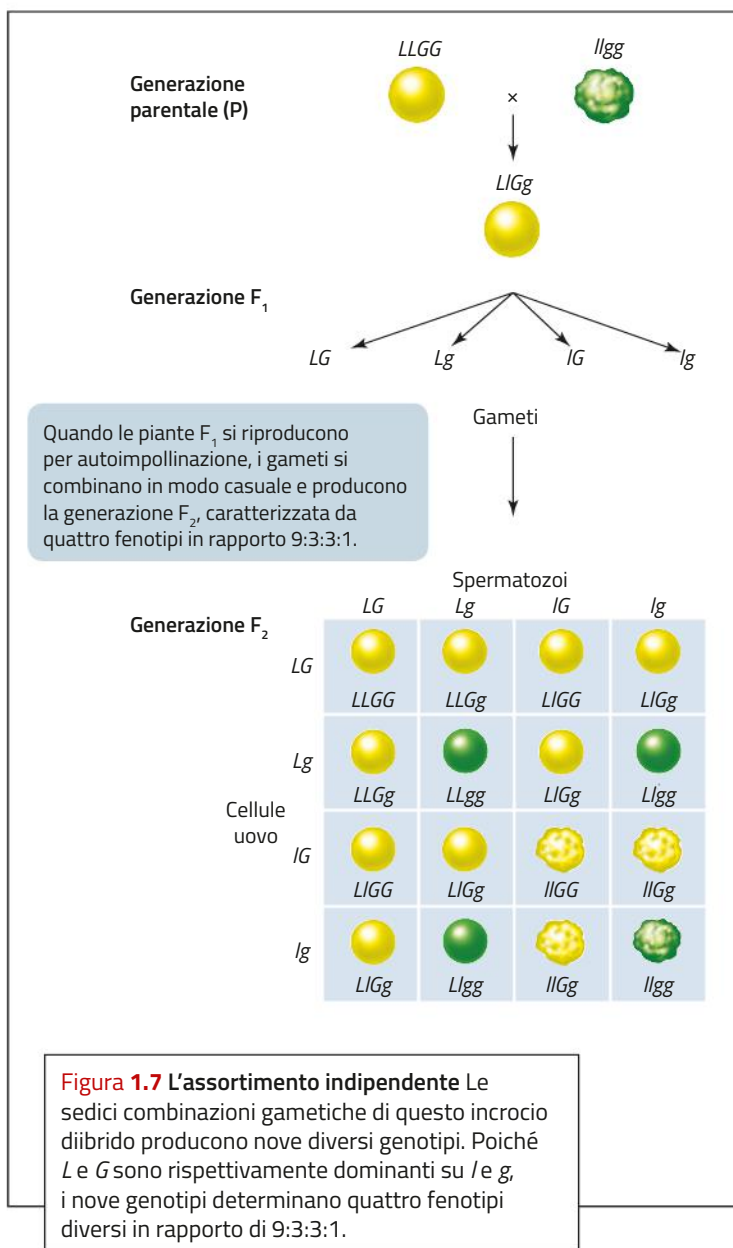 LLGG llgg
Generazione
parentale (P)
×
LlGg
Generazione F₁
LG Lg lG lg
Gameti
Quando le piante F₁ si riproducono
per autoimpollinazione, i gameti si
combinano in modo casuale e producono
la generazione F₂, caratterizzata da
quattro fenotipi in rapporto 9:3:3:1.
Spermatozoi
LG Lg lG lg
Generazione F₂
LG
LLGG LLGg LlGG LlGg
Lg
LLGg LLgg LlGg Llgg
Cellule
uovo
lG
LlGG LlGg llGG llGg
lg
LlGg Llgg llGg llgg
Figura 1.7 L'assortimento indipendente Le
sedici combinazioni gametiche di questo incrocio
diibrido producono nove diversi genotipi. Poiché
L e G sono rispettivamente dominanti su l e g,
i nove genotipi determinano quattro fenotipi
diversi in rapporto di 9:3:3:1.